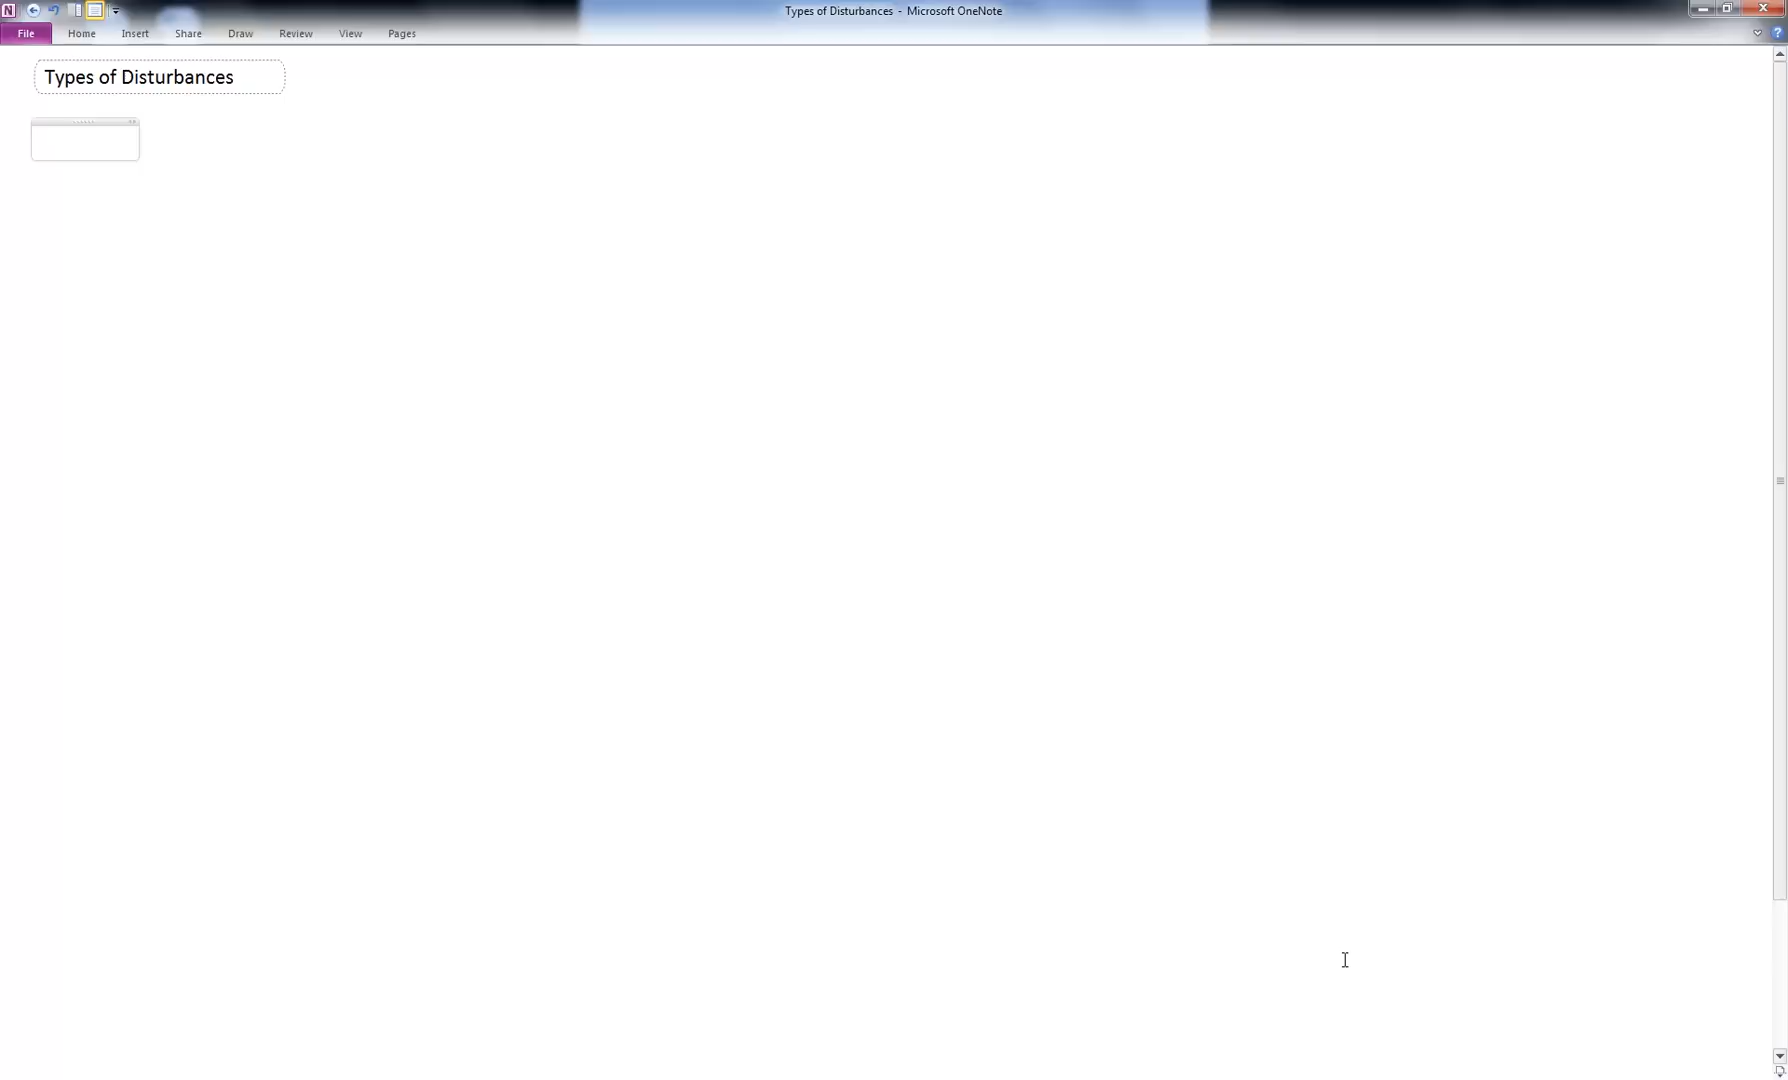 Types of Disturbances - Microsoft OneNote
File Home Insert Share Draw Review View Pages
Types of Disturbances